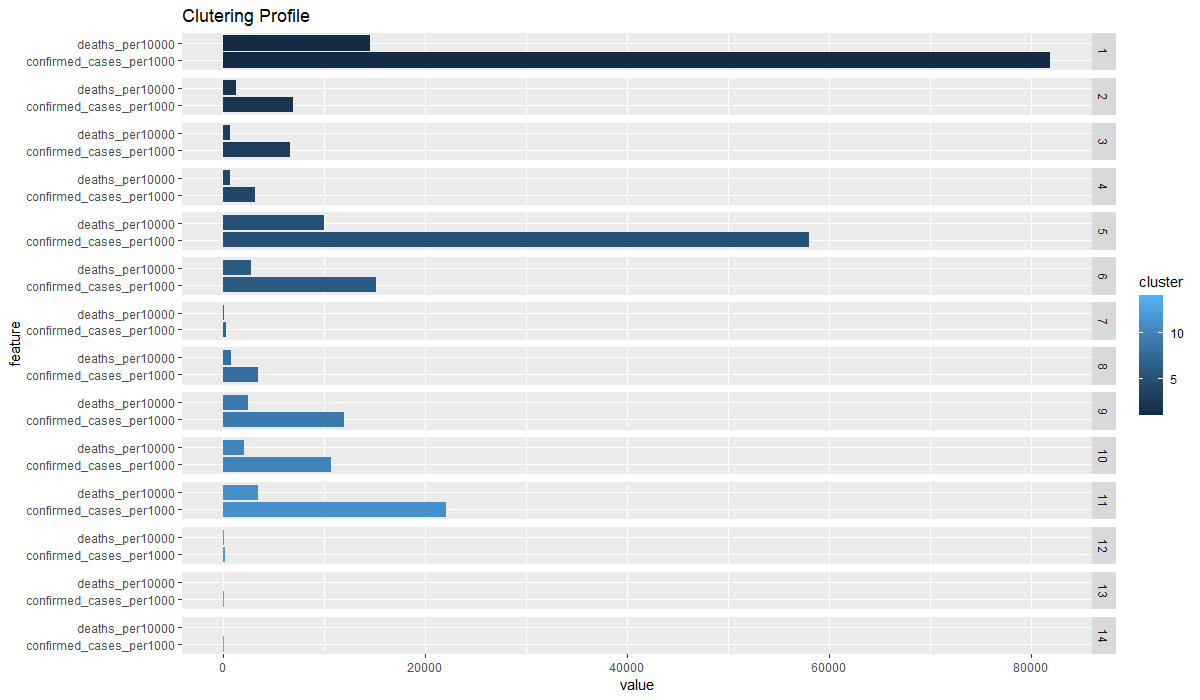 Clutering Profile
deaths_per10000
confirmed_cases_per1000
1
deaths_per10000
confirmed_cases_per1000
2
deaths_per10000
confirmed_cases_per1000
3
deaths_per10000
confirmed_cases_per1000
4
deaths_per10000
confirmed_cases_per1000
5
deaths_per10000
confirmed_cases_per1000
6
deaths_per10000
confirmed_cases_per1000
7
deaths_per10000
confirmed_cases_per1000
8
deaths_per10000
confirmed_cases_per1000
9
deaths_per10000
confirmed_cases_per1000
10
deaths_per10000
confirmed_cases_per1000
11
deaths_per10000
confirmed_cases_per1000
12
deaths_per10000
confirmed_cases_per1000
13
deaths_per10000
confirmed_cases_per1000
14
feature
0 20000 40000 60000 80000
value
cluster
10
5